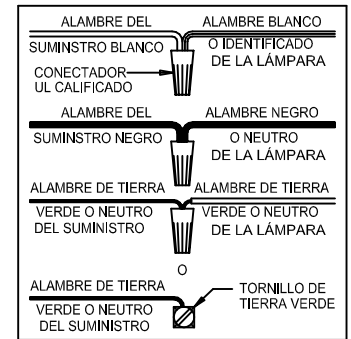 ALAMBRE DEL
SUMINSTRO BLANCO
ALAMBRE BLANCO
O IDENTIFICADO
DE LA LÁMPARA
CONECTADOR
UL CALIFICADO
ALAMBRE DEL
SUMINSTRO NEGRO
ALAMBRE NEGRO
O NEUTRO
DE LA LÁMPARA
ALAMBRE DE TIERRA
VERDE O NEUTRO
DEL SUMINISTRO
ALAMBRE DE TIERRA
VERDE O NEUTRO
DE LA LÁMPARA
O
ALAMBRE DE TIERRA
VERDE O NEUTRO
DEL SUMINISTRO
TORNILLO DE
TIERRA VERDE